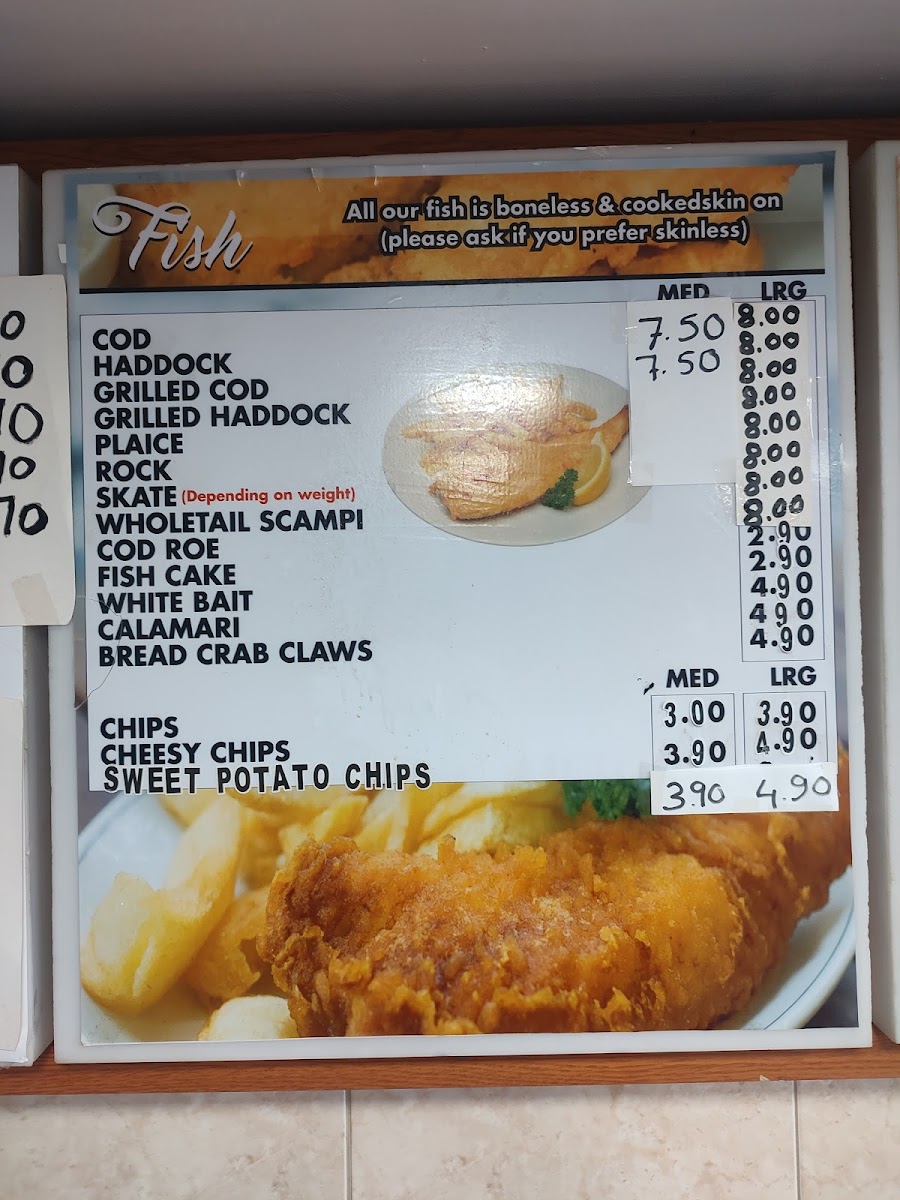 Fish
All our fish is boneless & cookedskin on
(please ask if you prefer skinless)
MED LRG
COD 7.50 8.00
HADDOCK 7.50 8.00
GRILLED COD 8.00
GRILLED HADDOCK 8.00
PLAICE 8.00
ROCK 8.00
SKATE (Depending on weight) 8.00
WHOLETAIL SCAMPI 8.00
COD ROE 2.90
FISH CAKE 2.90
WHITE BAIT 4.90
CALAMARI 4 90
BREAD CRAB CLAWS 4.90
MED LRG
CHIPS 3.00 3.90
CHEESY CHIPS 3.90 4.90
SWEET POTATO CHIPS 3.90 4.90